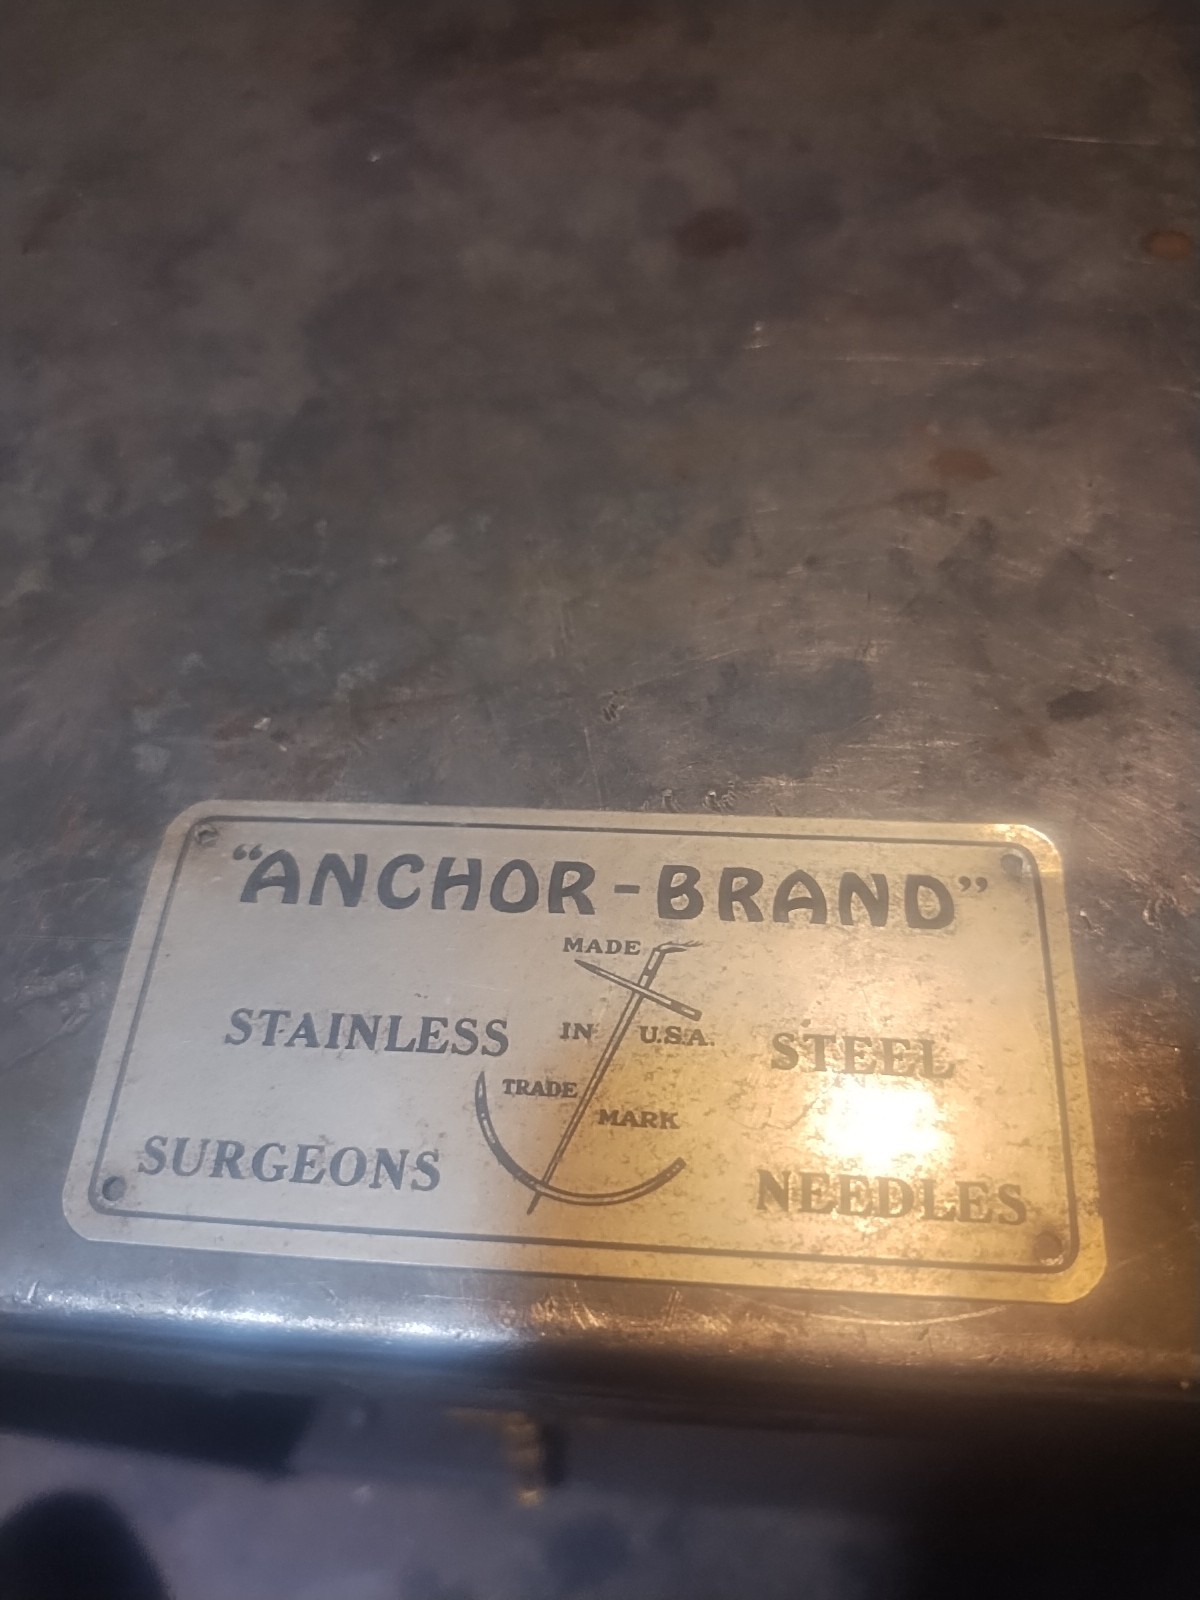 "ANCHOR-BRAND"
MADE
STAINLESS IN U.S.A. STEEL
TRADE
MARK
SURGEONS NEEDLES